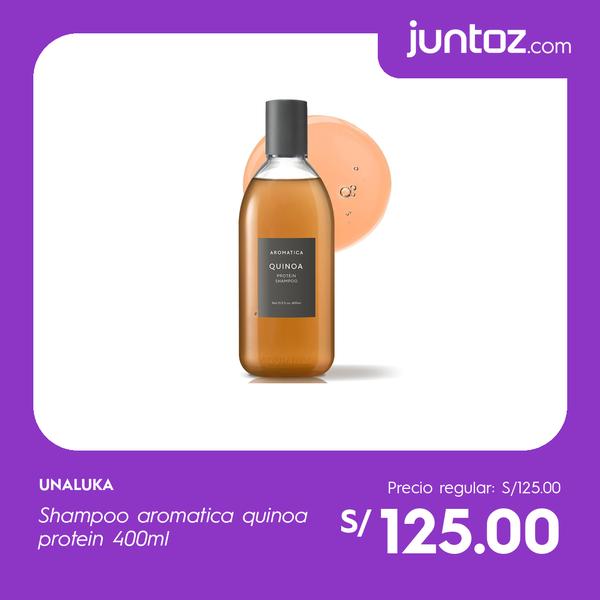 juntoz.com
AROMATICA
QUINOA
PROTEIN
SHAMPOO
UNALUKA
Shampoo aromatica quinoa
protein 400ml
Precio regular: S/125.00
S/125.00